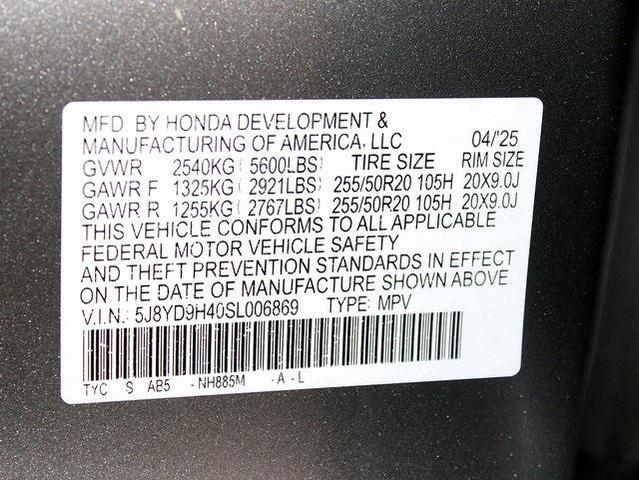 MFD. BY HONDA DEVELOPMENT &
MANUFACTURING OF AMERICA, LLC 04/'25
GVWR 2540KG ( 5600LBS) TIRE SIZE RIM SIZE
GAWR F 1325KG ( 2921LBS) 255/50R20 105H 20X9.0J
GAWR R 1255KG ( 2767LBS) 255/50R20 105H 20X9.0J
THIS VEHICLE CONFORMS TO ALL APPLICABLE
FEDERAL MOTOR VEHICLE SAFETY
AND THEFT PREVENTION STANDARDS IN EFFECT
ON THE DATE OF MANUFACTURE SHOWN ABOVE
V.I.N.: 5J8YD9H40SL006869 TYPE: MPV
TYC S AB5 - NH885M - A - L